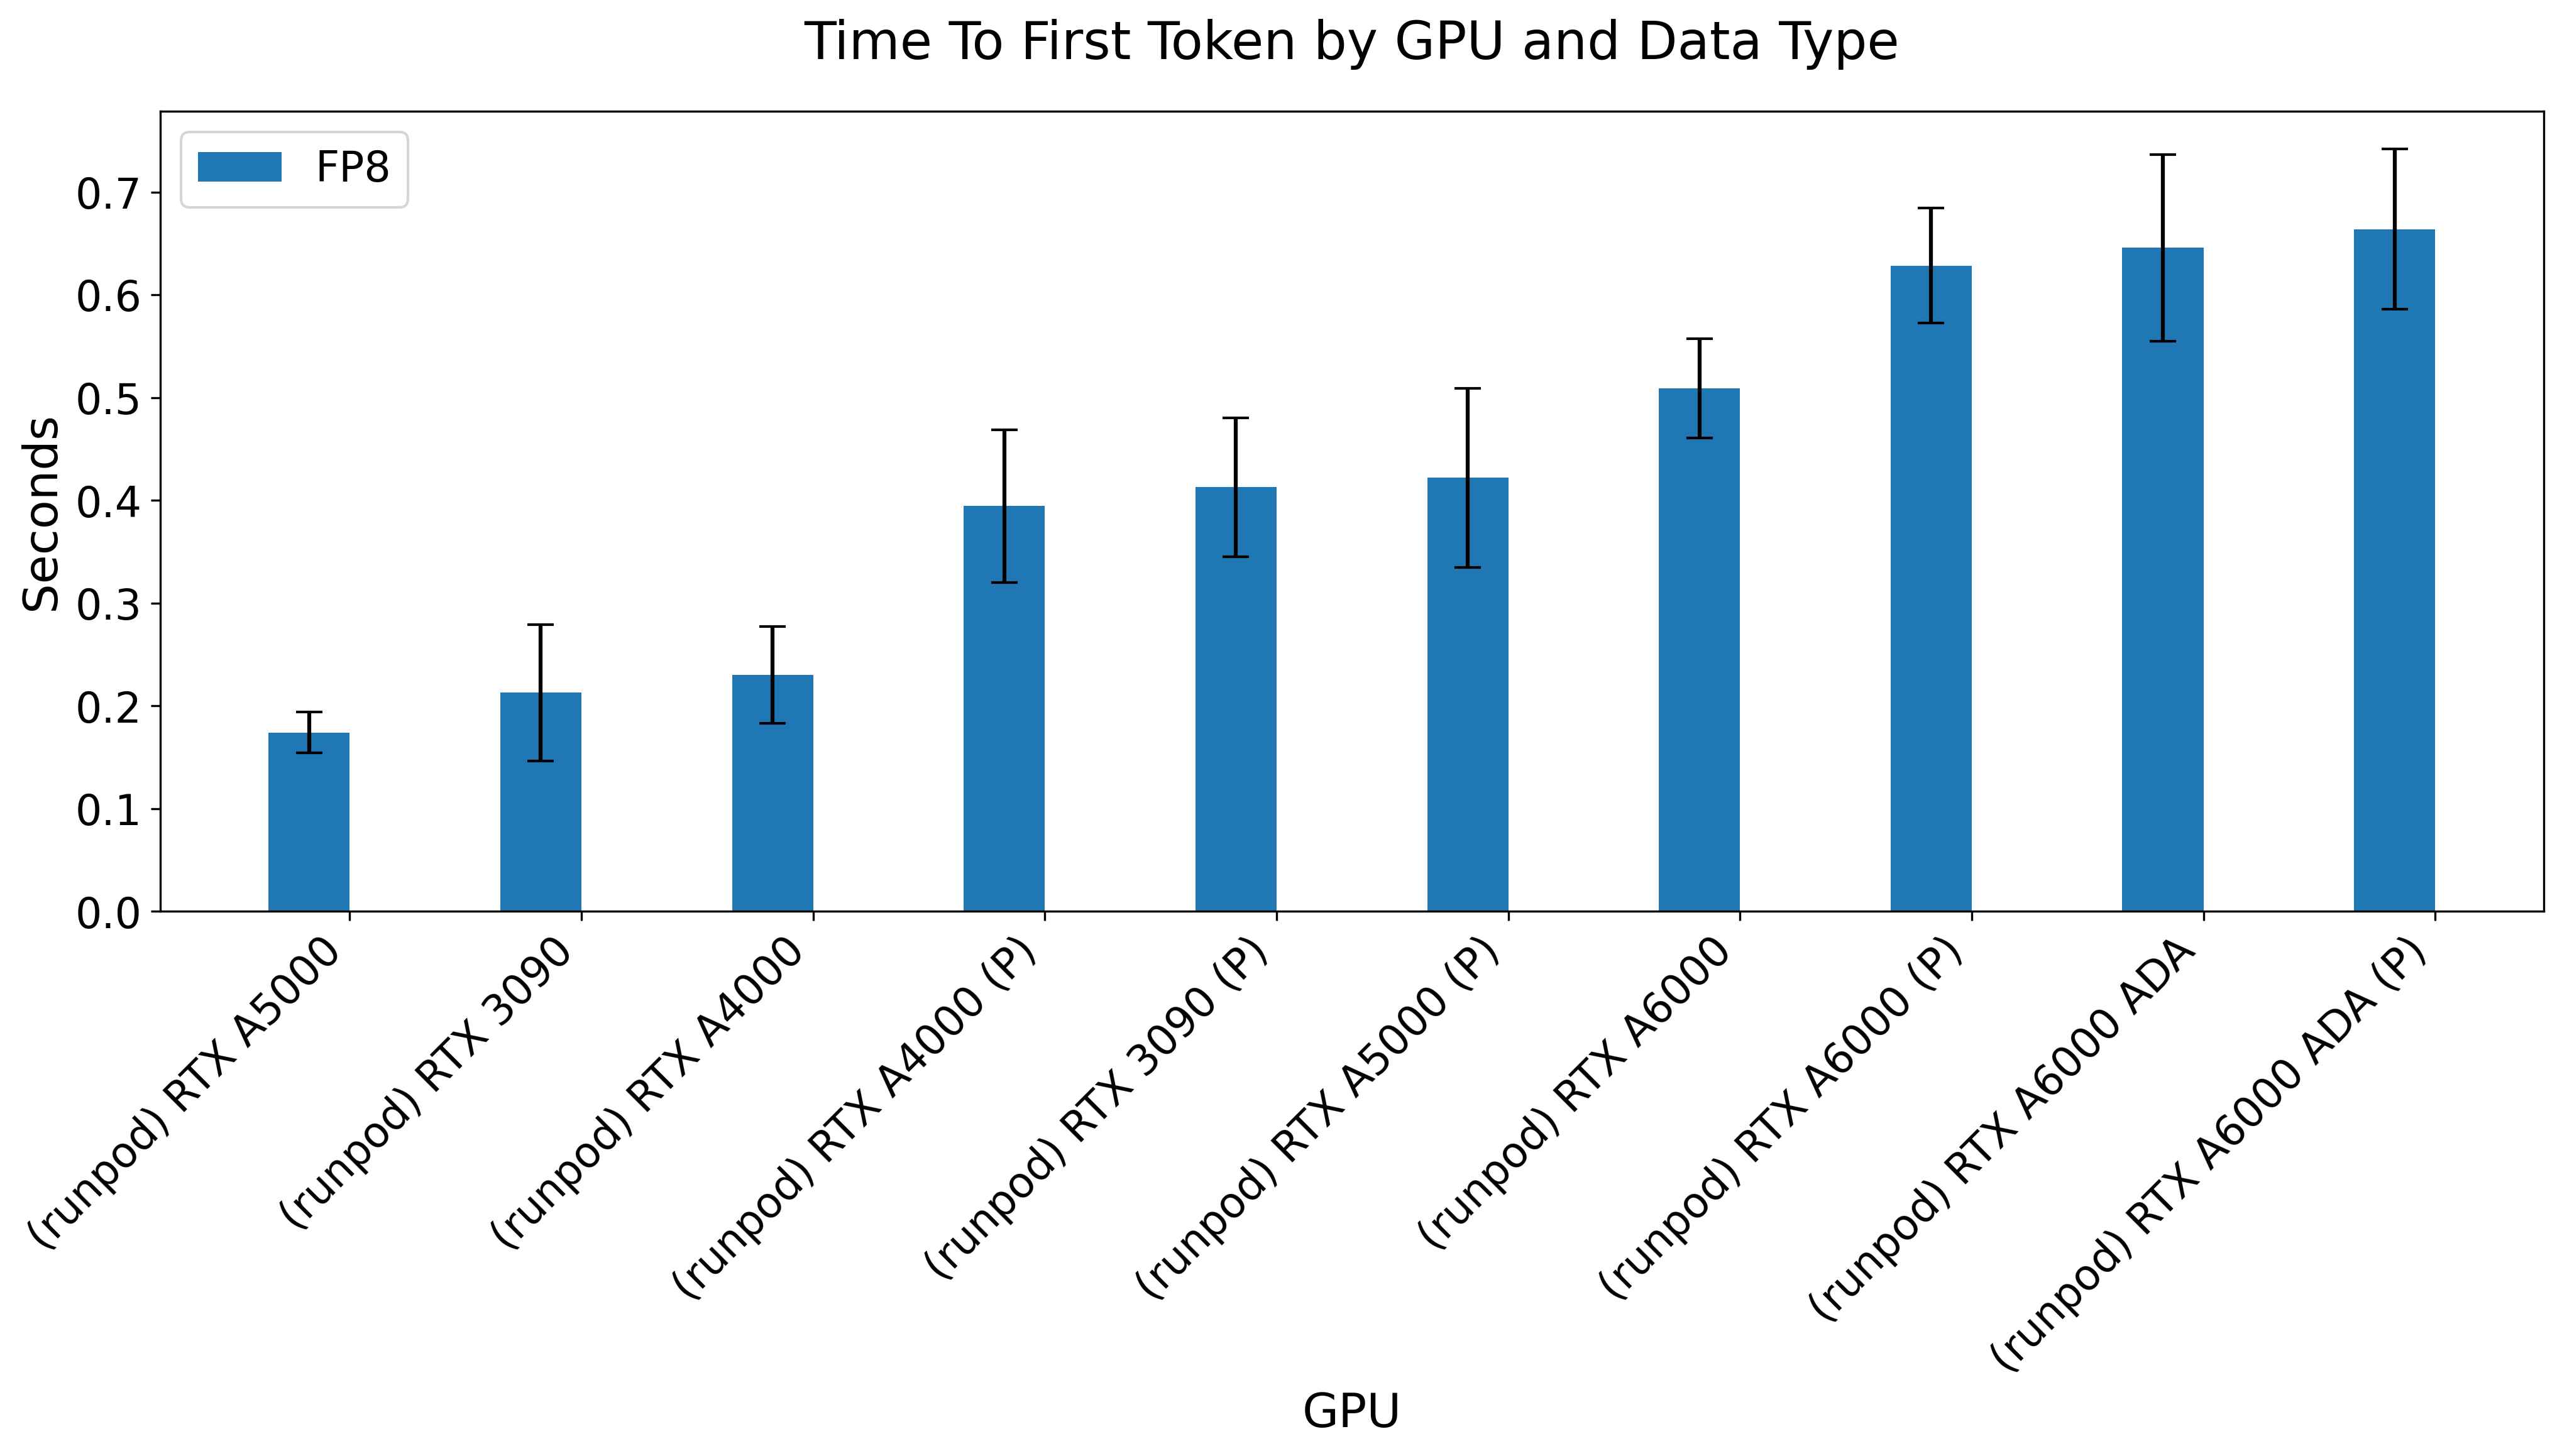 Time To First Token by GPU and Data Type
FP8
Seconds
0.7
0.6
0.5
0.4
0.3
0.2
0.1
0.0
(runpod) RTX A5000
(runpod) RTX 3090
(runpod) RTX A4000
(runpod) RTX A4000 (P)
(runpod) RTX 3090 (P)
(runpod) RTX A5000 (P)
(runpod) RTX A6000
(runpod) RTX A6000 (P)
(runpod) RTX A6000 ADA
(runpod) RTX A6000 ADA (P)
GPU